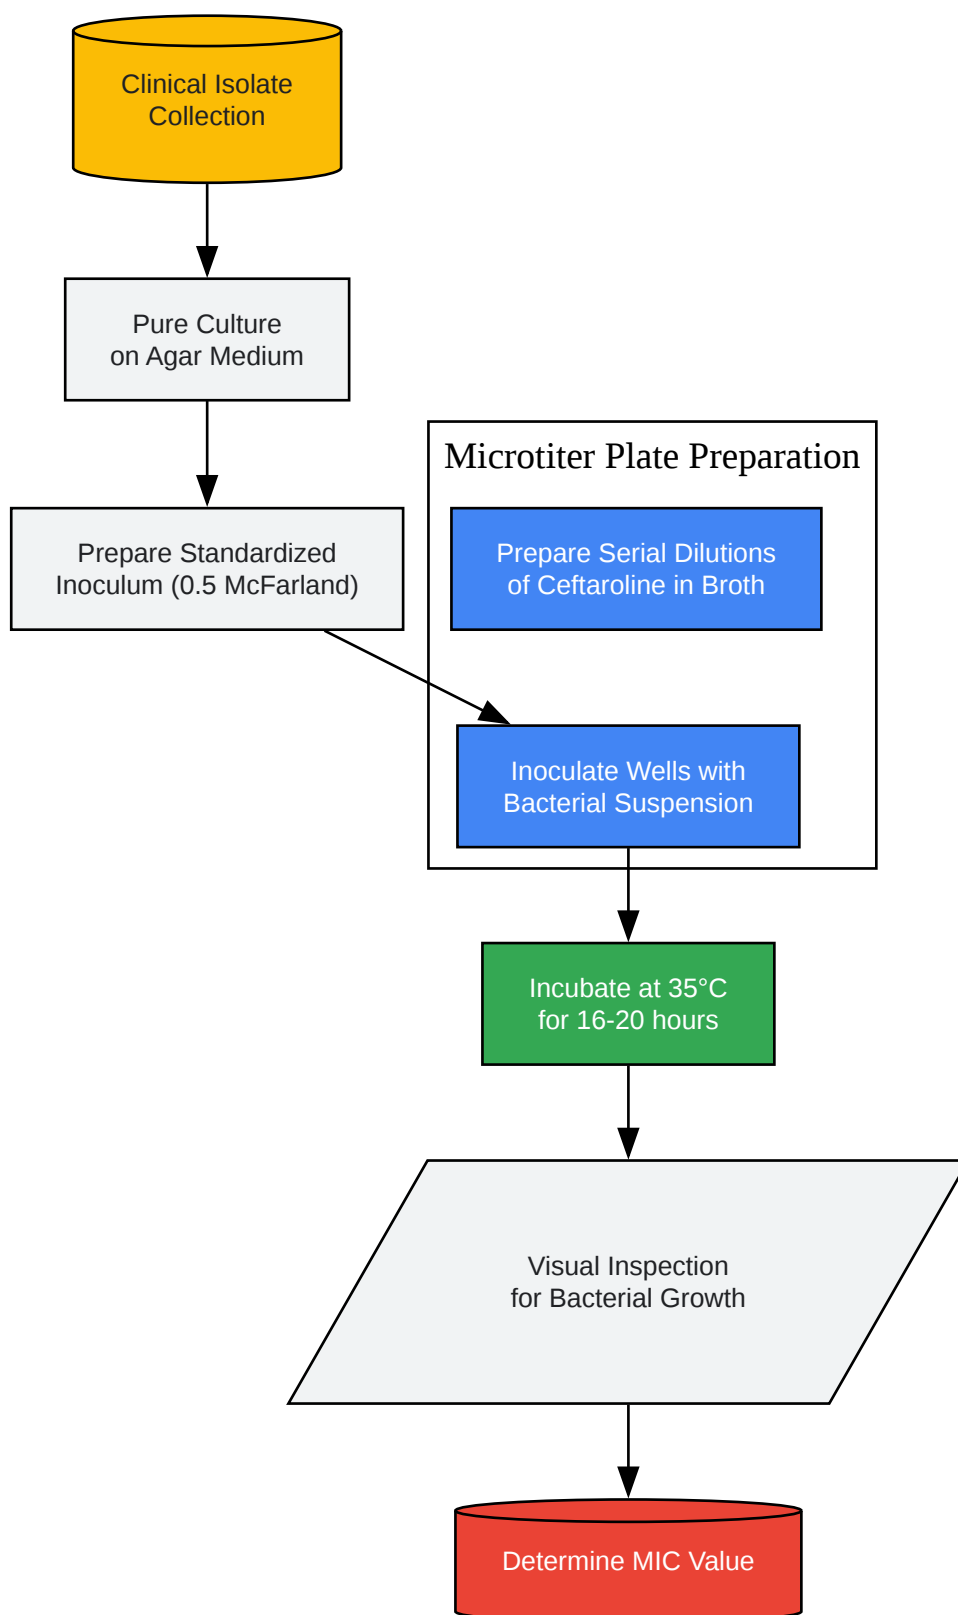 Clinical Isolate
Collection
Pure Culture
on Agar Medium
Microtiter Plate Preparation
Prepare Standardized
Inoculum (0.5 McFarland)
Prepare Serial Dilutions
of Ceftaroline in Broth
Inoculate Wells with
Bacterial Suspension
Incubate at 35°C
for 16-20 hours
Visual Inspection
for Bacterial Growth
Determine MIC Value